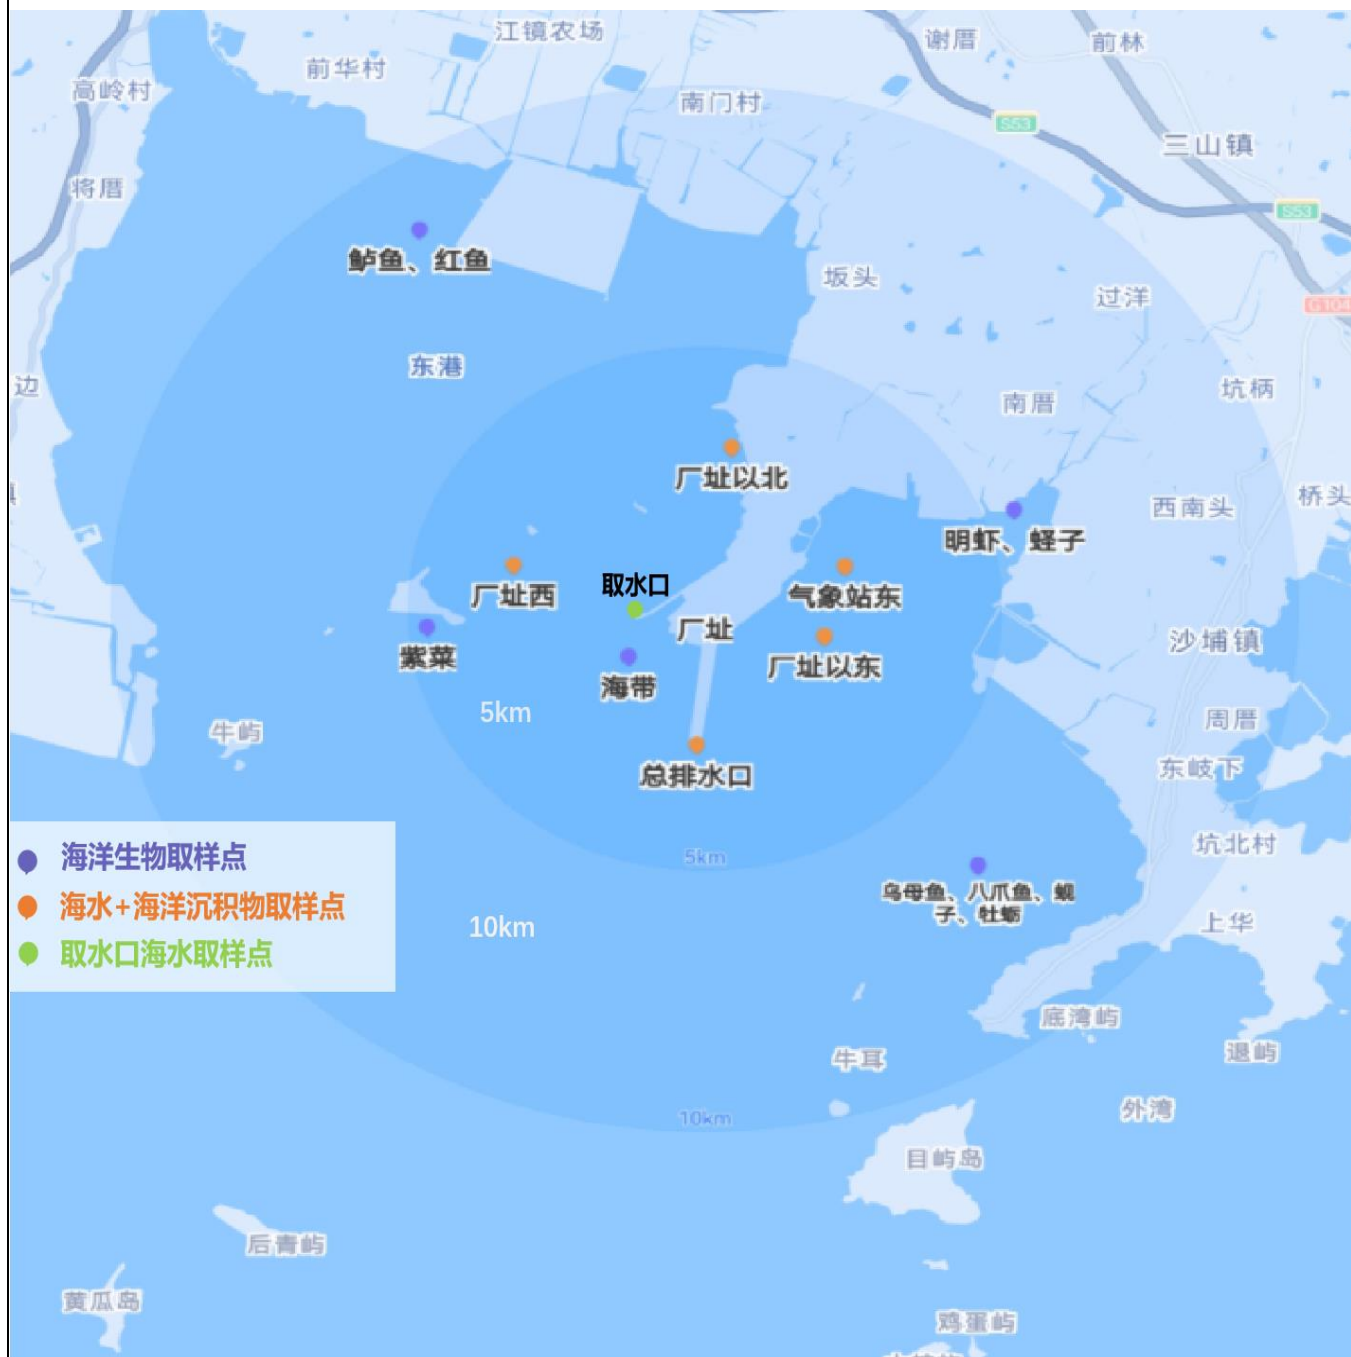 江镜农场
谢厝
前林
前华村
高岭村
南门村
S53
三山镇
将厝
S53
鲈鱼、红鱼
坂头
过洋
G104
东港
边
南厝
坑柄
厂址以北
桥头
西南头
明虾、蛏子
厂址西
取水口
气象站东
厂址
紫菜
海带
厂址以东
沙埔镇
5km
牛屿
周厝
总排水口
东岐下
坑北村
5km
海洋生物取样点
海水+海洋沉积物取样点
取水口海水取样点
乌母鱼、八爪鱼、蚬
子、牡蛎
10km
上华
底湾屿
退屿
牛耳
外湾
10km
目屿岛
后青屿
黄瓜岛
鸡蛋屿